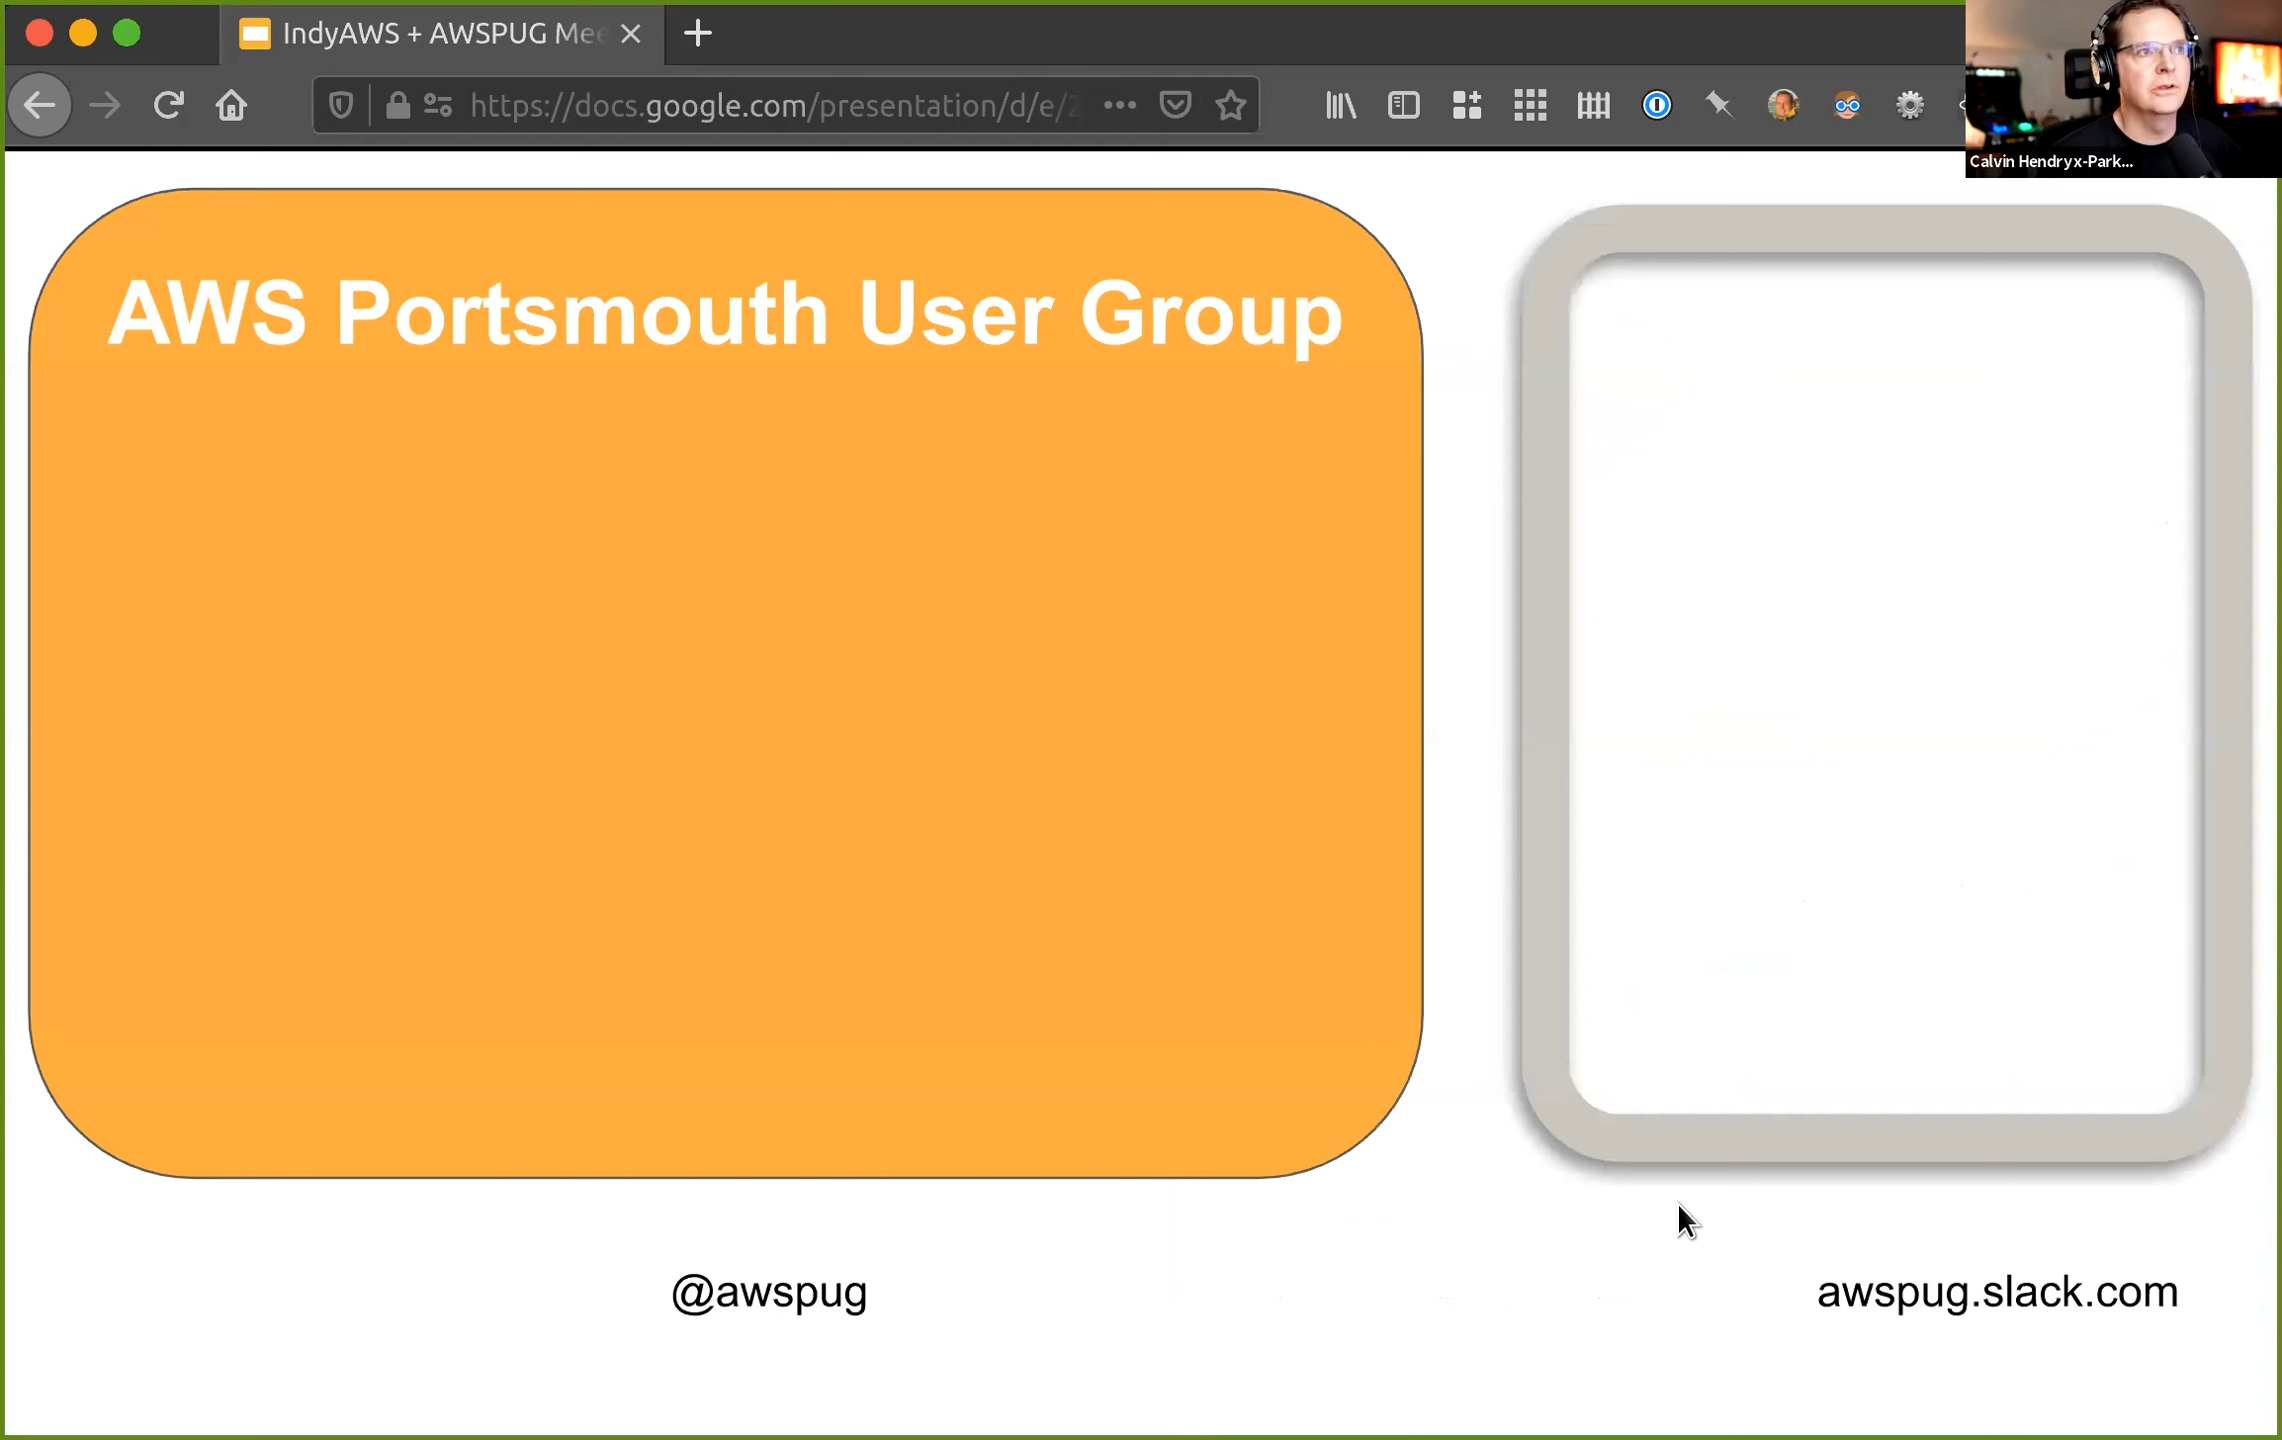 IndyAWS + AWSPUG Mee
https://docs.google.com/presentation/d/e/2
Calvin Hendryx-Park...
AWS Portsmouth User Group
@awspug
awspug.slack.com